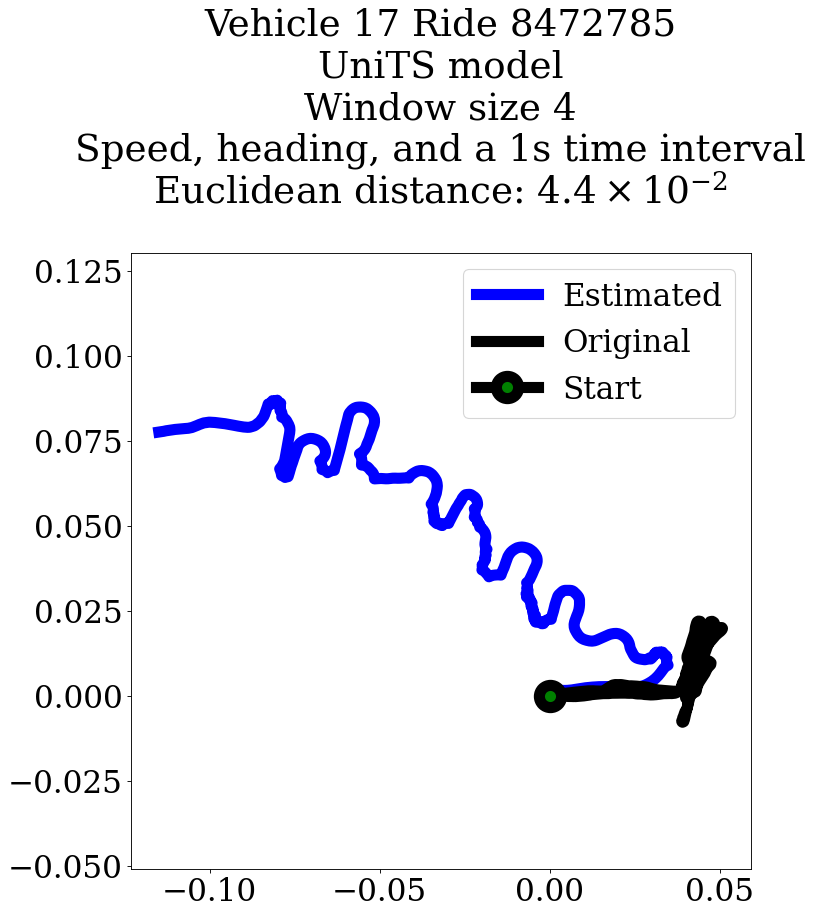 Vehicle 17 Ride 8472785
UniTS model
Window size 4
Speed, heading, and a 1s time interval
Euclidean distance: 4.4 × 10⁻²
Estimated
Original
Start
0.125
0.100
0.075
0.050
0.025
0.000
−0.025
−0.050
−0.10
−0.05
0.00
0.05